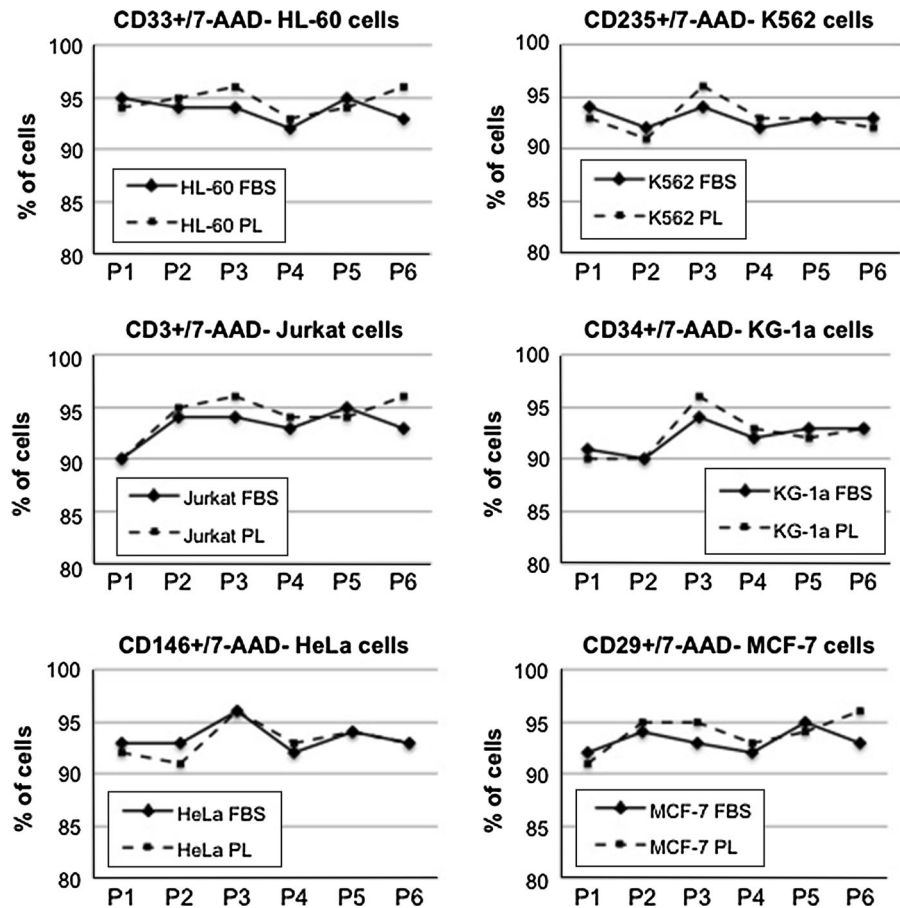 CD33+/7-AAD- HL-60 cells
% of cells
100
95
90
85
80
HL-60 FBS
HL-60 PL
P1 P2 P3 P4 P5 P6
CD235+/7-AAD- K562 cells
% of cells
100
95
90
85
80
K562 FBS
K562 PL
P1 P2 P3 P4 P5 P6
CD3+/7-AAD- Jurkat cells
% of cells
100
95
90
85
80
Jurkat FBS
Jurkat PL
P1 P2 P3 P4 P5 P6
CD34+/7-AAD- KG-1a cells
% of cells
100
95
90
85
80
KG-1a FBS
KG-1a PL
P1 P2 P3 P4 P5 P6
CD146+/7-AAD- HeLa cells
% of cells
100
95
90
85
80
HeLa FBS
HeLa PL
P1 P2 P3 P4 P5 P6
CD29+/7-AAD- MCF-7 cells
% of cells
100
95
90
85
80
MCF-7 FBS
MCF-7 PL
P1 P2 P3 P4 P5 P6